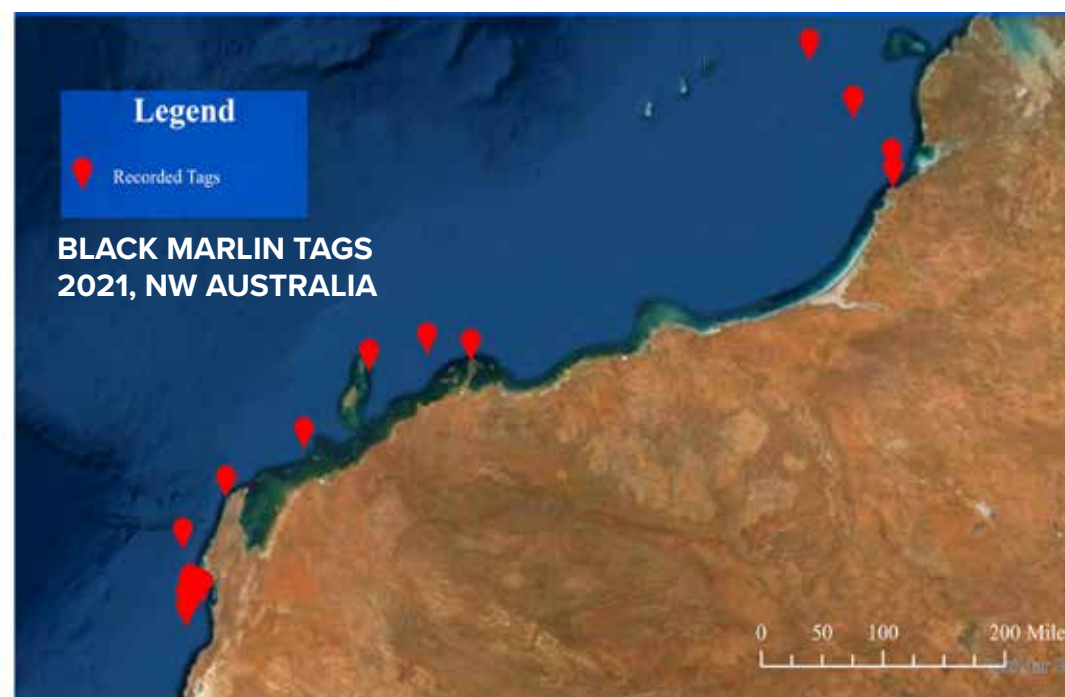 Legend
Recorded Tags
BLACK MARLIN TAGS
2021, NW AUSTRALIA
0 50 100 200 Mile